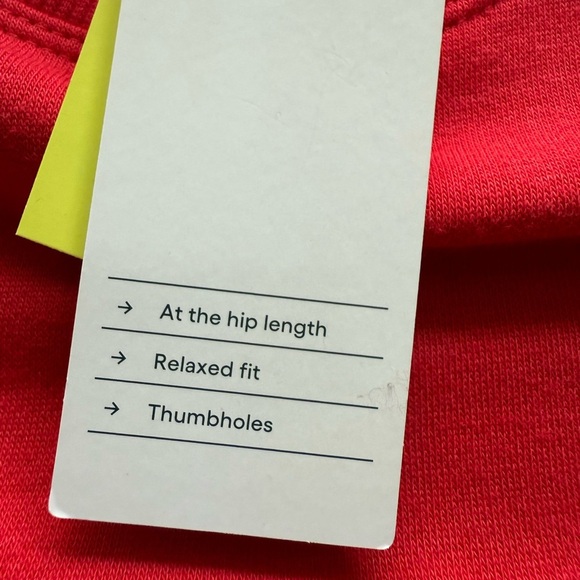 → At the hip length
→ Relaxed fit
→ Thumbholes